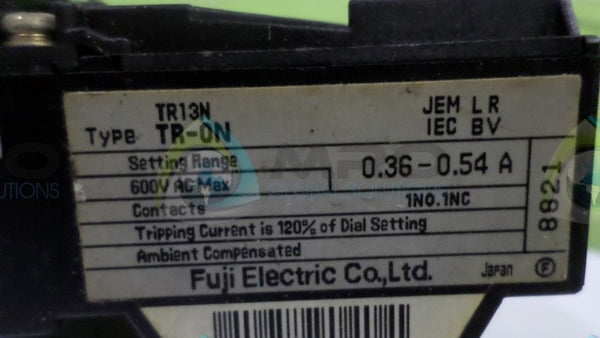 TR13N JEM L R
Type TR-0N IEC BV
Setting Range 0.36-0.54 A
600V AC Max
Contacts 1NO.1NC
8821
Tripping Current is 120% of Dial Setting
Ambient Compensated
Fuji Electric Co.,Ltd. Japan F